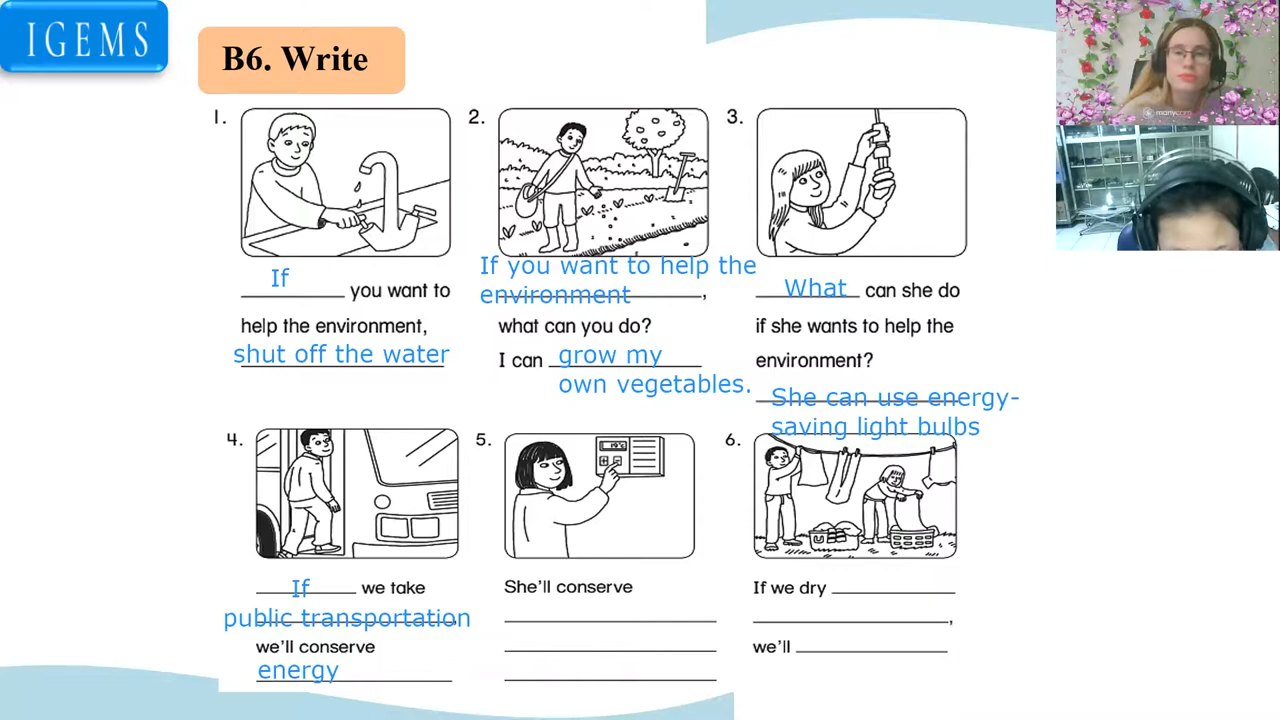 IGEMS
B6. Write
1.
If
you want to
help the environment,
shut off the water
2.
If you want to help the
environment,
what can you do?
I can grow my
own vegetables.
3.
What can she do
if she wants to help the
environment?
She can use energy-
saving light bulbs
4.
If we take
public transportation,
we'll conserve
energy
5.
She'll conserve
6.
If we dry
,
we'll
manycam